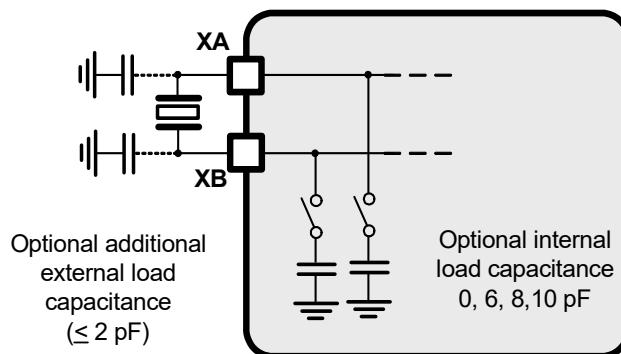 XA
XB
Optional additional
external load
capacitance
(≤ 2 pF)
Optional internal
load capacitance
0, 6, 8,10 pF